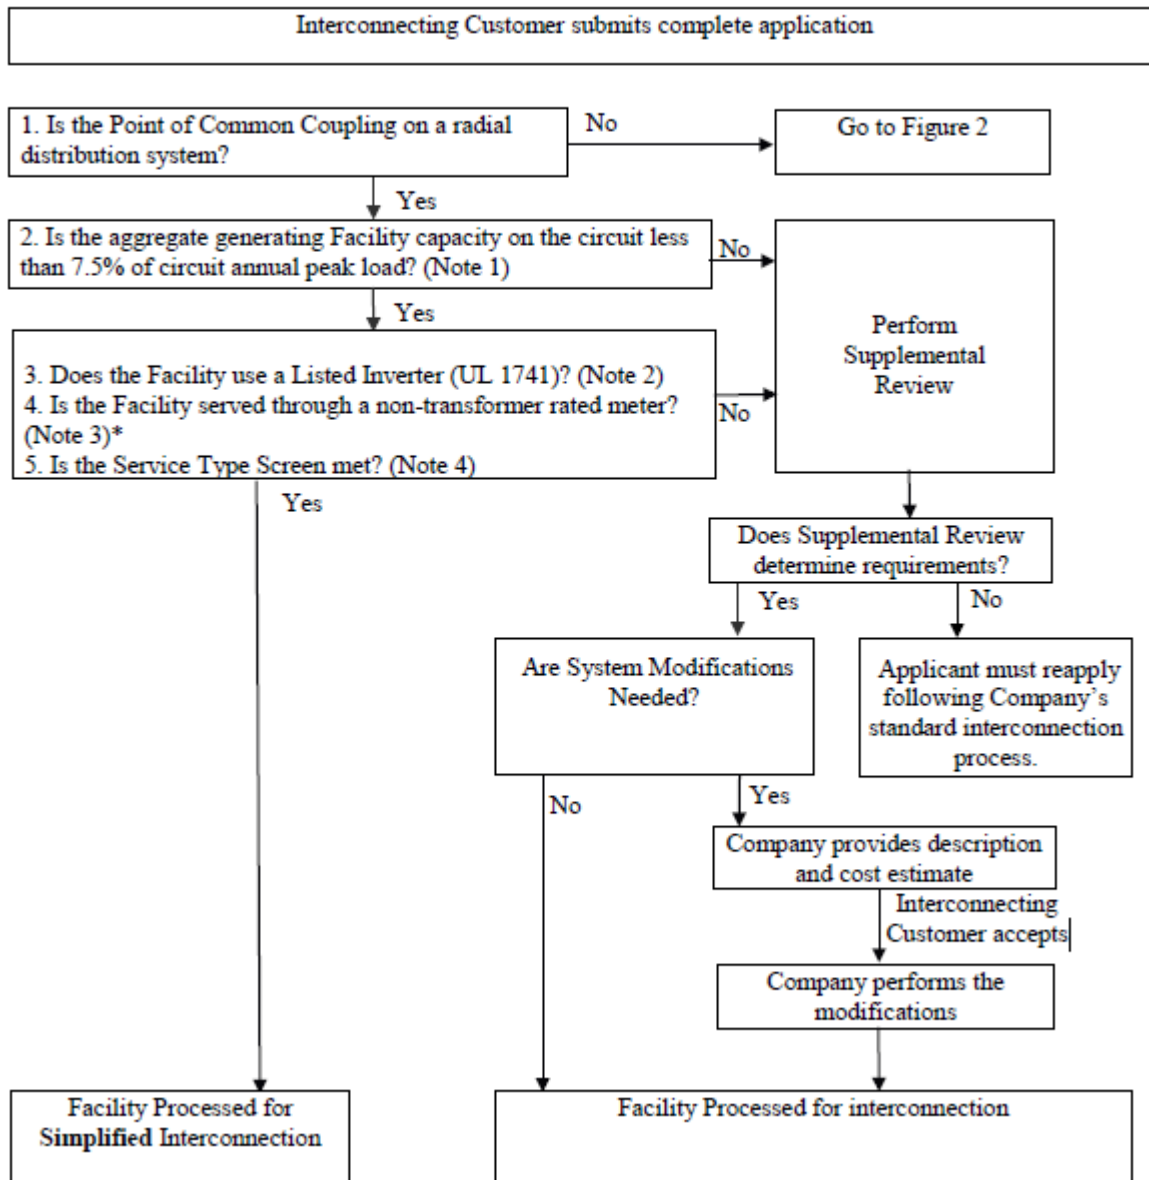 Interconnecting Customer submits complete application
1. Is the Point of Common Coupling on a radial
distribution system?
No
Go to Figure 2
Yes
2. Is the aggregate generating Facility capacity on the circuit less
than 7.5% of circuit annual peak load? (Note 1)
No
Yes
Perform
Supplemental
Review
3. Does the Facility use a Listed Inverter (UL 1741)? (Note 2)
4. Is the Facility served through a non-transformer rated meter?
(Note 3)*
5. Is the Service Type Screen met? (Note 4)
No
Yes
Does Supplemental Review
determine requirements?
Yes
No
Are System Modifications
Needed?
Applicant must reapply
following Company’s
standard interconnection
process.
No
Yes
Company provides description
and cost estimate
Interconnecting
Customer accepts
Company performs the
modifications
Facility Processed for
Simplified Interconnection
Facility Processed for interconnection